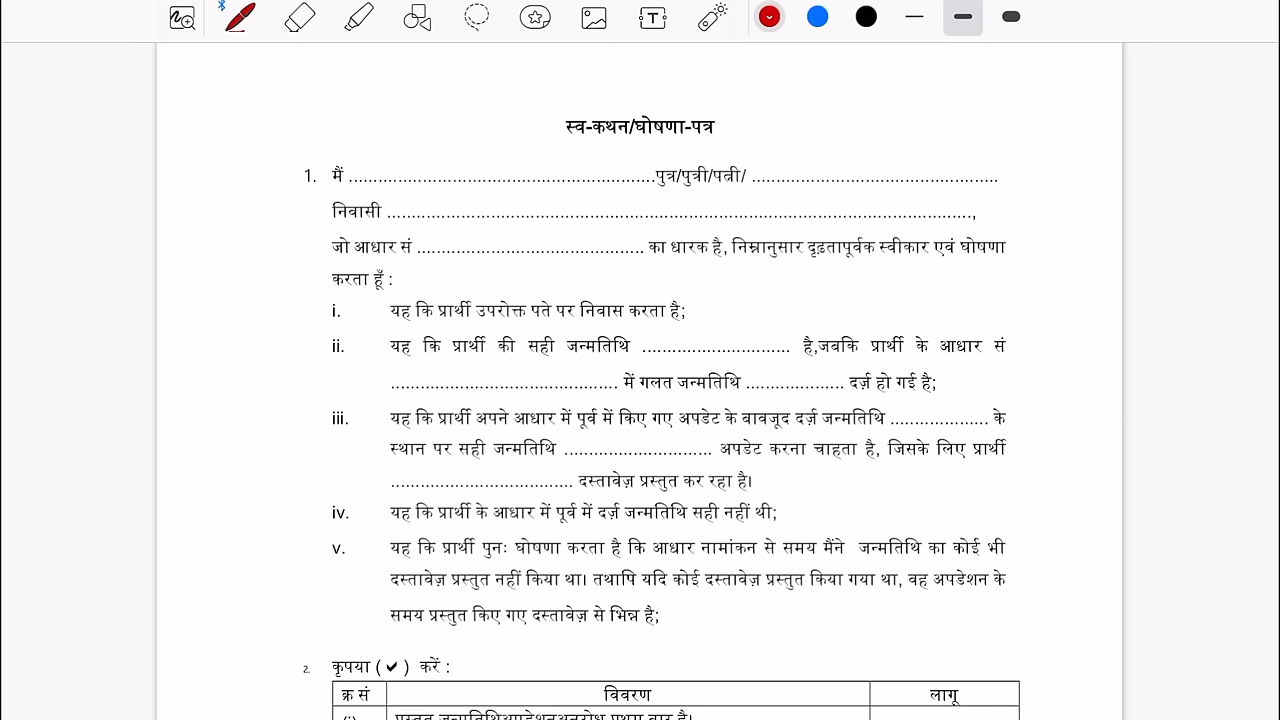 स्व-कथन/घोषणा-पत्र
1. मैं ..............................................................पुत्र/पुत्री/पत्नी/ ..................................................
निवासी .......................................................................................................................,
जो आधार सं .............................................. का धारक है, निम्नानुसार दृढ़तापूर्वक स्वीकार एवं घोषणा
करता हूँ :
i. यह कि प्रार्थी उपरोक्त पते पर निवास करता है;
ii. यह कि प्रार्थी की सही जन्मतिथि .............................. है,जबकि प्रार्थी के आधार सं
.............................................. में गलत जन्मतिथि .................... दर्ज़ हो गई है;
iii. यह कि प्रार्थी अपने आधार में पूर्व में किए गए अपडेट के बावजूद दर्ज़ जन्मतिथि .................... के
स्थान पर सही जन्मतिथि .............................. अपडेट करना चाहता है, जिसके लिए प्रार्थी
..................................... दस्तावेज़ प्रस्तुत कर रहा है।
iv. यह कि प्रार्थी के आधार में पूर्व में दर्ज़ जन्मतिथि सही नहीं थी;
v. यह कि प्रार्थी पुनः घोषणा करता है कि आधार नामांकन से समय मैंने जन्मतिथि का कोई भी
दस्तावेज़ प्रस्तुत नहीं किया था। तथापि यदि कोई दस्तावेज़ प्रस्तुत किया गया था, वह अपडेशन के
समय प्रस्तुत किए गए दस्तावेज़ से भिन्न है;
2. कृपया (✔) करें :
क्र सं विवरण लागू